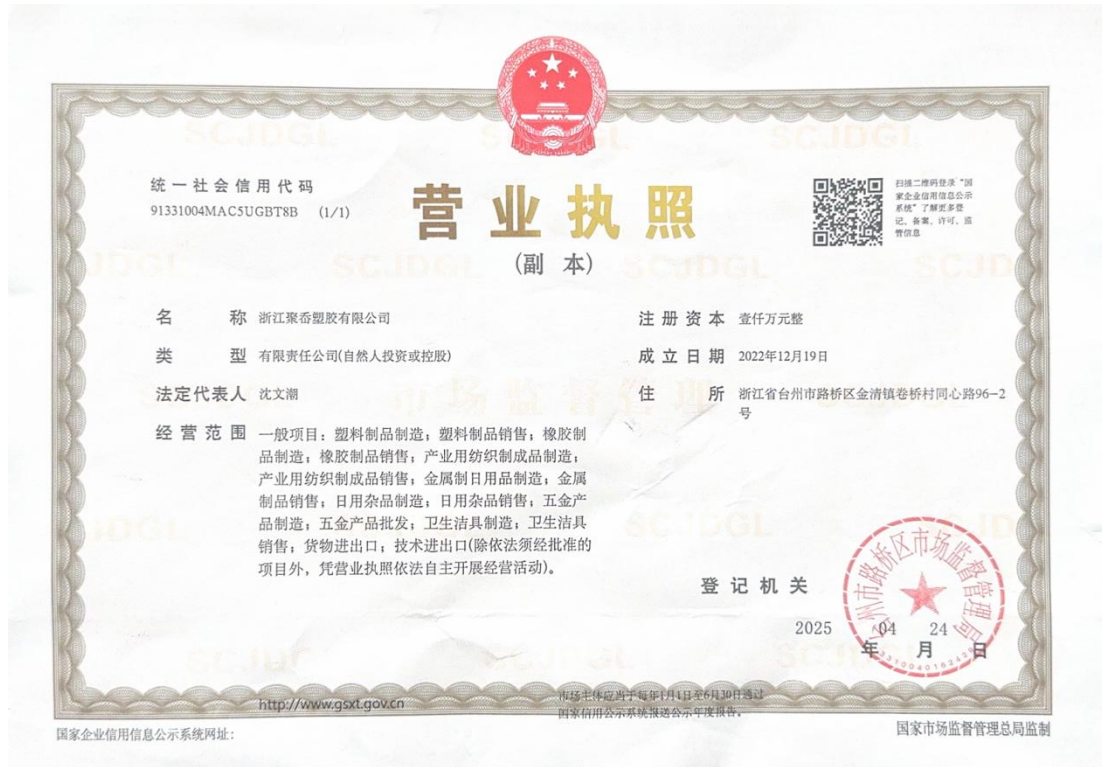 统一社会信用代码
91331004MAC5UGBT8B (1/1)
营业执照
(副 本)
扫描二维码登录“国
家企业信用信息公示
系统”了解更多登
记、备案、许可、监
管信息
名 称 浙江聚岙塑胶有限公司
类 型 有限责任公司(自然人投资或控股)
法定代表人 沈文潮
经营范围 一般项目：塑料制品制造；塑料制品销售；橡胶制
品制造；橡胶制品销售；产业用纺织制成品制造；
产业用纺织制成品销售；金属制日用品制造；金属
制品销售；日用杂品制造；日用杂品销售；五金产
品制造；五金产品批发；卫生洁具制造；卫生洁具
销售；货物进出口；技术进出口(除依法须经批准的
项目外，凭营业执照依法自主开展经营活动)。
注册资本 壹仟万元整
成立日期 2022年12月19日
住 所 浙江省台州市路桥区金清镇卷桥村同心路96-2
号
登记机关
2025 04 24
年 月 日
台州市路桥区市场监督管理局
http://www.gsxt.gov.cn
市场主体应当于每年1月1日至6月30日通过
国家信用公示系统报送公示年度报告。
国家企业信用信息公示系统网址：
国家市场监督管理总局监制
SCJDGL
市场监督管理